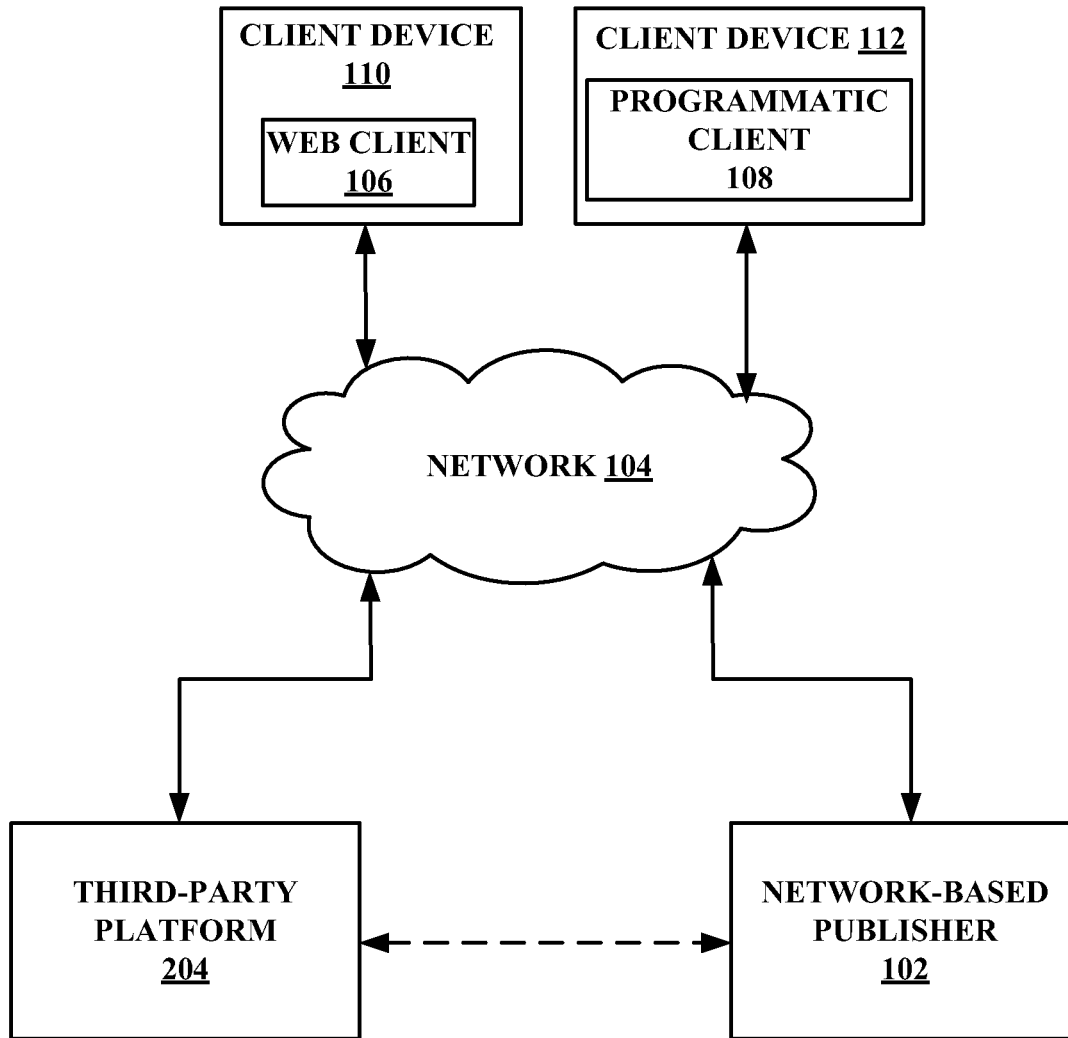 CLIENT DEVICE
110
WEB CLIENT
106
CLIENT DEVICE 112
PROGRAMMATIC
CLIENT
108
NETWORK 104
THIRD-PARTY
PLATFORM
204
NETWORK-BASED
PUBLISHER
102